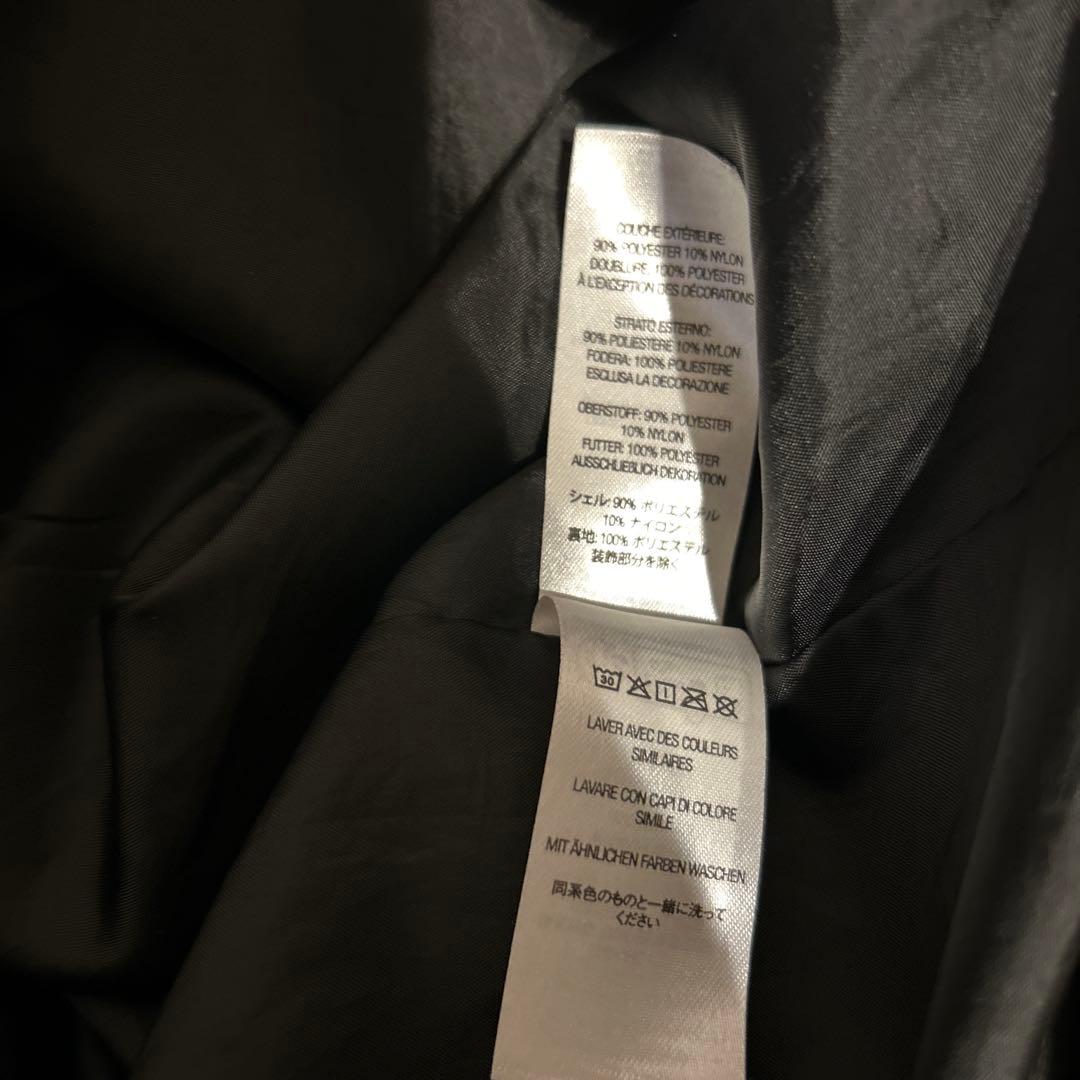 COUCHE EXTÉRIEURE:
90% POLYESTER 10% NYLON
DOUBLURE: 100% POLYESTER
À L'EXCEPTION DES DÉCORATIONS
STRATO ESTERNO:
90% POLIESTERE 10% NYLON
FODERA: 100% POLIESTERE
ESCLUSA LA DECORAZIONE
OBERSTOFF: 90% POLYESTER
10% NYLON
FUTTER: 100% POLYESTER
AUSSCHLIEBLICH DEKORATION
シェル: 90% ポリエステル
10% ナイロン
裏地: 100% ポリエステル
装飾部分を除く
30
LAVER AVEC DES COULEURS
SIMILAIRES
LAVARE CON CAPI DI COLORE
SIMILE
MIT ÄHNLICHEN FARBEN WASCHEN
同系色のものと一緒に洗って
ください